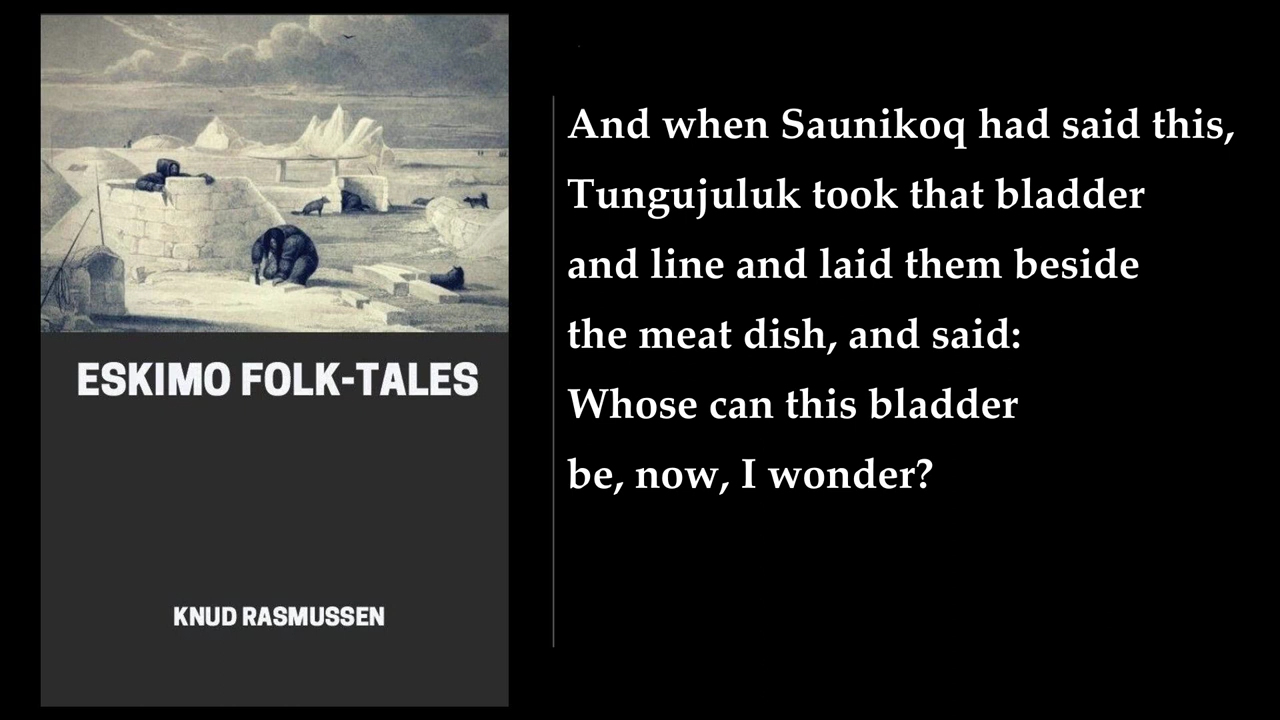 ESKIMO FOLK-TALES
KNUD RASMUSSEN
And when Saunikoq had said this,
Tungujuluk took that bladder
and line and laid them beside
the meat dish, and said:
Whose can this bladder
be, now, I wonder?